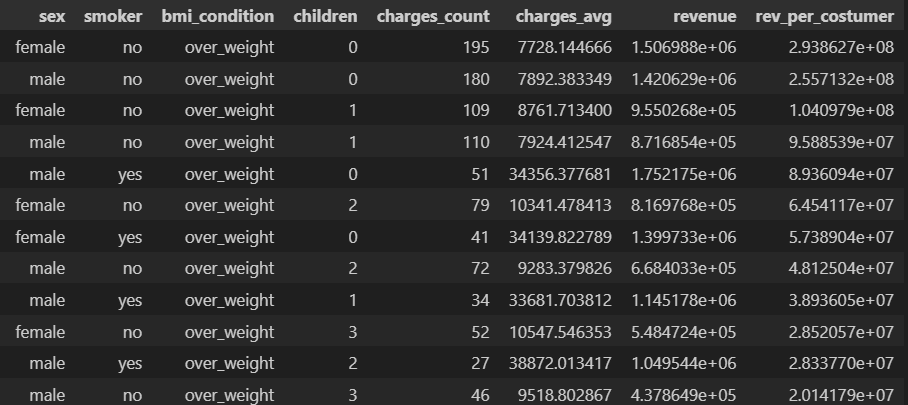 sex smoker bmi_condition children charges_count charges_avg revenue rev_per_costumer
female no over_weight 0 195 7728.144666 1.506988e+06 2.938627e+08
male no over_weight 0 180 7892.383349 1.420629e+06 2.557132e+08
female no over_weight 1 109 8761.713400 9.550268e+05 1.040979e+08
male no over_weight 1 110 7924.412547 8.716854e+05 9.588539e+07
male yes over_weight 0 51 34356.377681 1.752175e+06 8.936094e+07
female no over_weight 2 79 10341.478413 8.169768e+05 6.454117e+07
female yes over_weight 0 41 34139.822789 1.399733e+06 5.738904e+07
male no over_weight 2 72 9283.379826 6.684033e+05 4.812504e+07
male yes over_weight 1 34 33681.703812 1.145178e+06 3.893605e+07
female no over_weight 3 52 10547.546353 5.484724e+05 2.852057e+07
male yes over_weight 2 27 38872.013417 1.049544e+06 2.833770e+07
male no over_weight 3 46 9518.802867 4.378649e+05 2.014179e+07